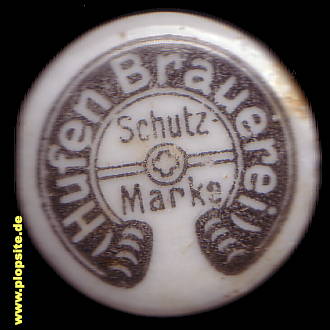 (Hufen Brauerei)
Schutz-
Marke
www.plopsite.de